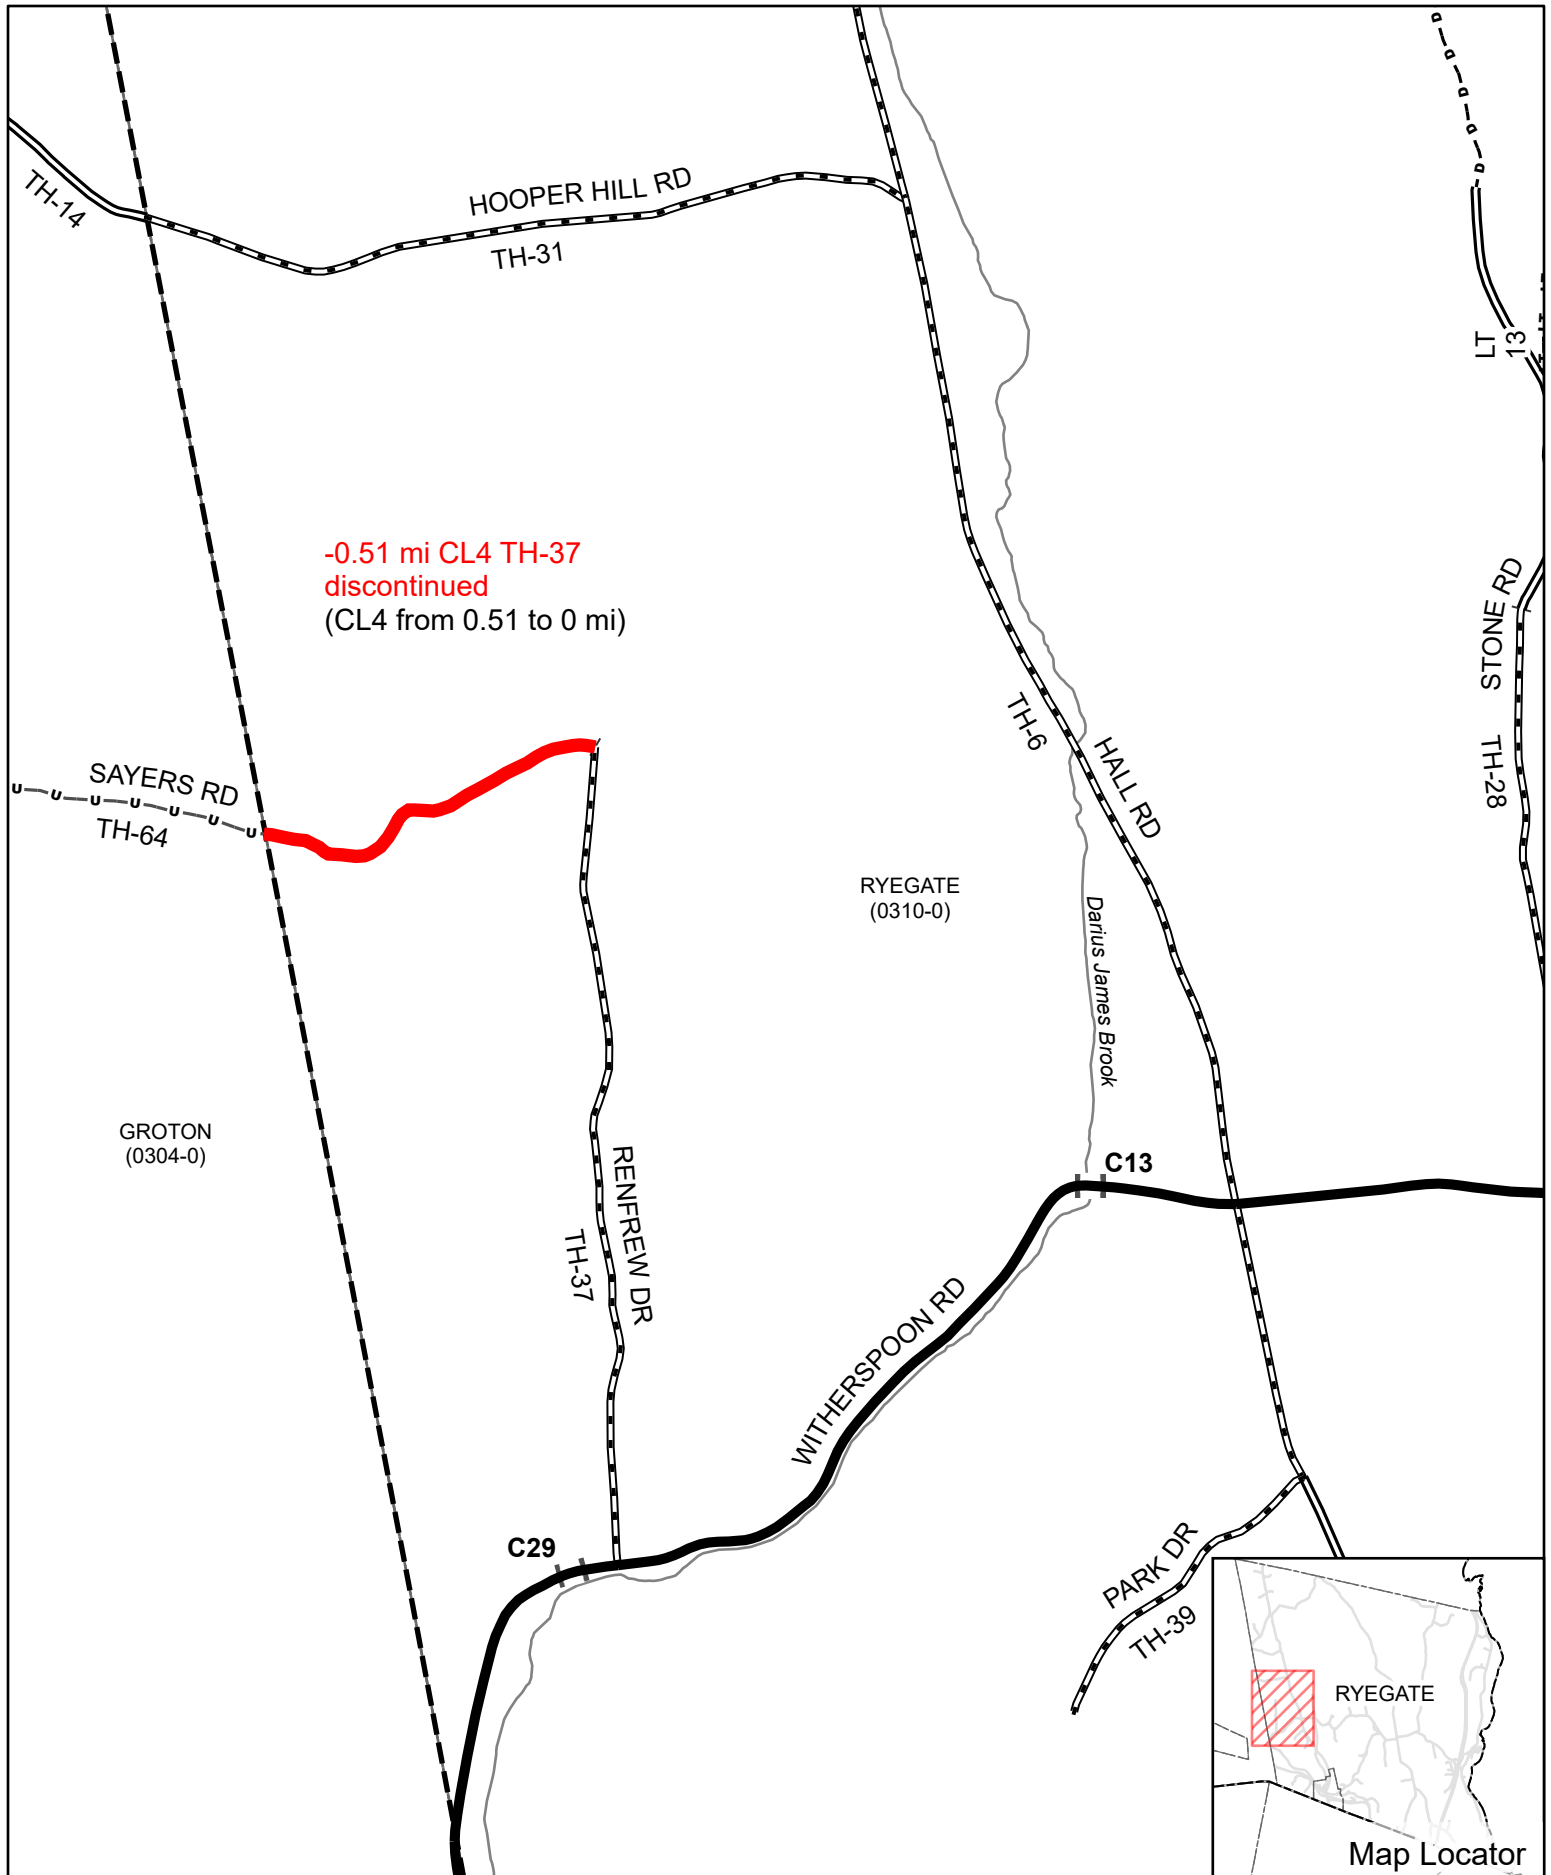 TH-14
HOOPER HILL RD
TH-31
LT
13
-0.51 mi CL4 TH-37
discontinued
(CL4 from 0.51 to 0 mi)
STONE RD
TH-28
TH-6
HALL RD
SAYERS RD
TH-64
RYEGATE
(0310-0)
Darius James Brook
GROTON
(0304-0)
C13
RENFREW DR
TH-37
WITHERSPOON RD
C29
PARK DR
TH-39
RYEGATE
Map Locator